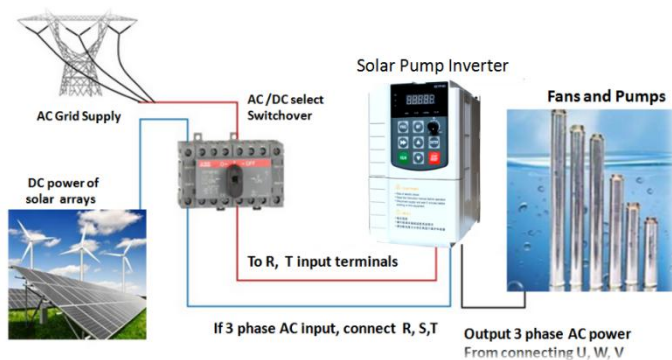 Solar Pump Inverter
AC Grid Supply
AC /DC select
Switchover
Fans and Pumps
DC power of
solar arrays
ABB
To R, T input terminals
If 3 phase AC input, connect R, S,T
Output 3 phase AC power
From connecting U, W, V